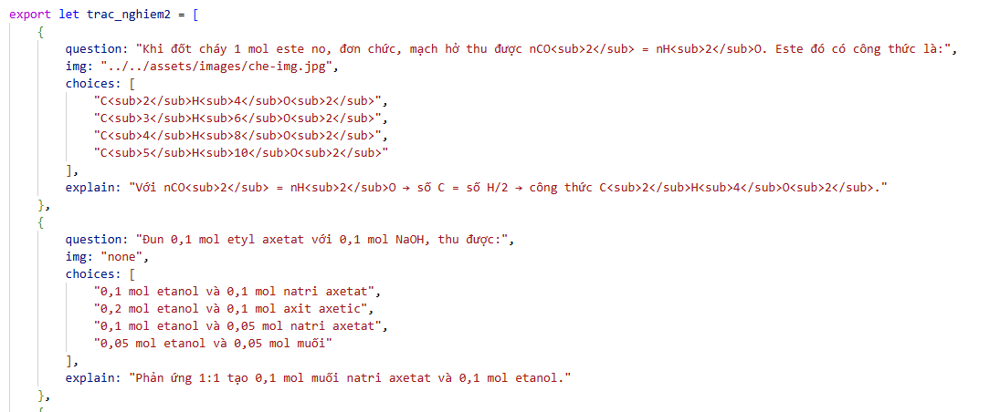 export let trac_nghiem2 = [
{
question: "Khi đốt cháy 1 mol este no, đơn chức, mạch hở thu được nCO<sub>2</sub> = nH<sub>2</sub>O. Este đó có công thức là:",
img: "../../assets/images/che-img.jpg",
choices: [
"C<sub>2</sub>H<sub>4</sub>O<sub>2</sub>",
"C<sub>3</sub>H<sub>6</sub>O<sub>2</sub>",
"C<sub>4</sub>H<sub>8</sub>O<sub>2</sub>",
"C<sub>5</sub>H<sub>10</sub>O<sub>2</sub>"
],
explain: "Với nCO<sub>2</sub> = nH<sub>2</sub>O → số C = số H/2 → công thức C<sub>2</sub>H<sub>4</sub>O<sub>2</sub>."
},
{
question: "Đun 0,1 mol etyl axetat với 0,1 mol NaOH, thu được:",
img: "none",
choices: [
"0,1 mol etanol và 0,1 mol natri axetat",
"0,2 mol etanol và 0,1 mol axit axetic",
"0,1 mol etanol và 0,05 mol natri axetat",
"0,05 mol etanol và 0,05 mol muối"
],
explain: "Phản ứng 1:1 tạo 0,1 mol muối natri axetat và 0,1 mol etanol."
},
{